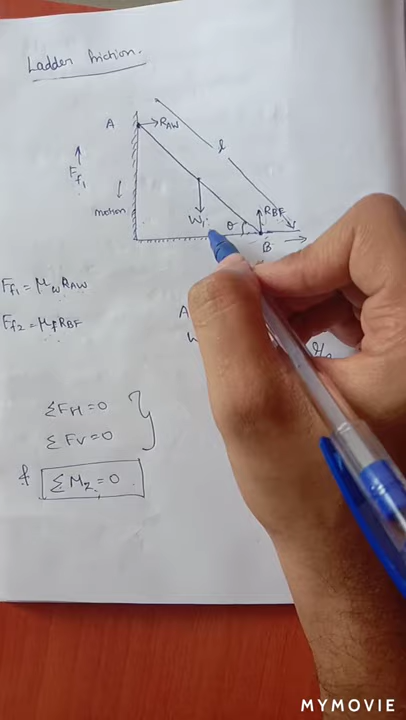 Ladder friction.
A
RAW
l
Ff1
motion
W1
θ
RBF
B
Ff1 = μw RAW
Ff2 = μf RBF
A
W
ΣFH = 0
ΣFV = 0
& ΣMZ = 0
MYMOVIE